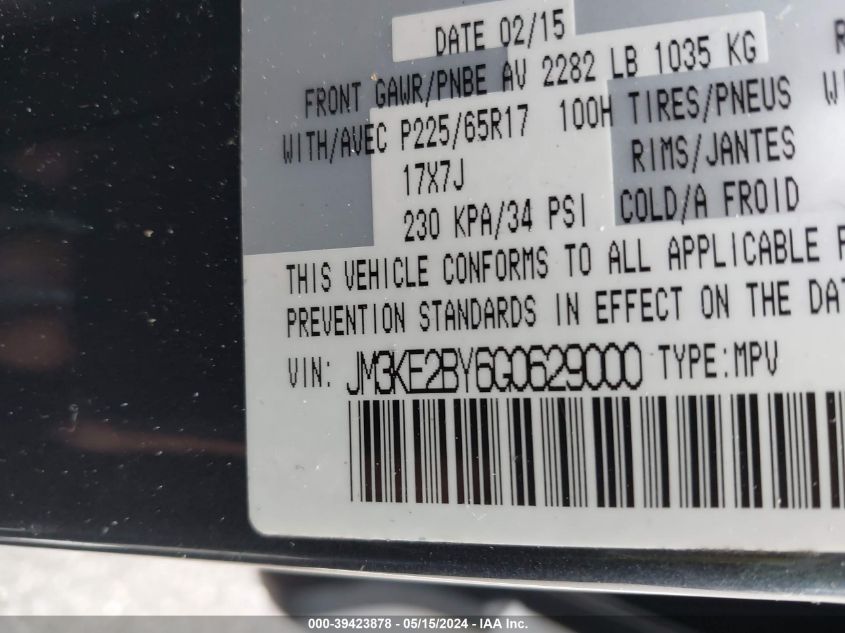 DATE 02/15
FRONT GAWR/PNBE AV 2282 LB 1035 KG
WITH/AVEC P225/65R17 100H TIRES/PNEUS
17X7J RIMS/JANTES
230 KPA/34 PSI COLD/A FROID
THIS VEHICLE CONFORMS TO ALL APPLICABLE
PREVENTION STANDARDS IN EFFECT ON THE DAT
VIN: JM3KE2BY6G0629000 TYPE:MPV
000-39423878 - 05/15/2024 - IAA Inc.